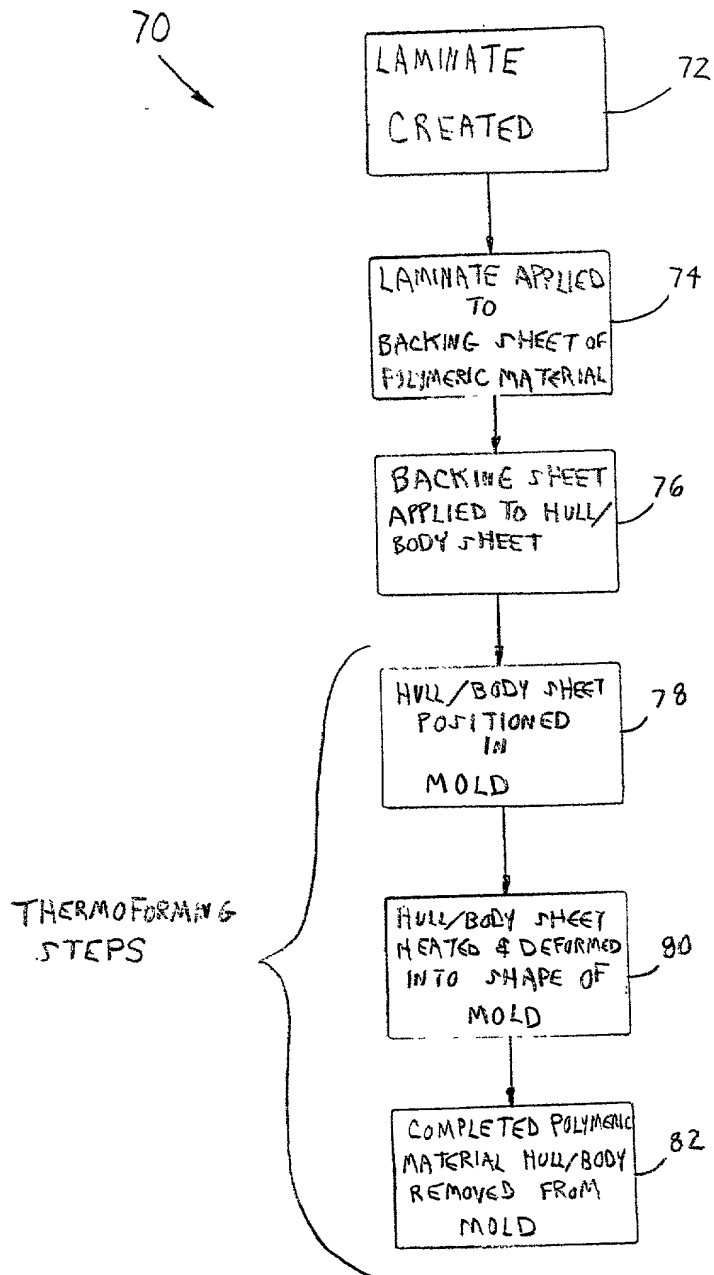 70
LAMINATE
CREATED
72
LAMINATE APPLIED
TO
BACKING SHEET OF
POLYMERIC MATERIAL
74
BACKING SHEET
APPLIED TO HULL/
BODY SHEET
76
HULL/BODY SHEET
POSITIONED
IN
MOLD
78
THERMOFORMING
STEPS
HULL/BODY SHEET
HEATED & DEFORMED
INTO SHAPE OF
MOLD
80
COMPLETED POLYMERIC
MATERIAL HULL/BODY
REMOVED FROM
MOLD
82